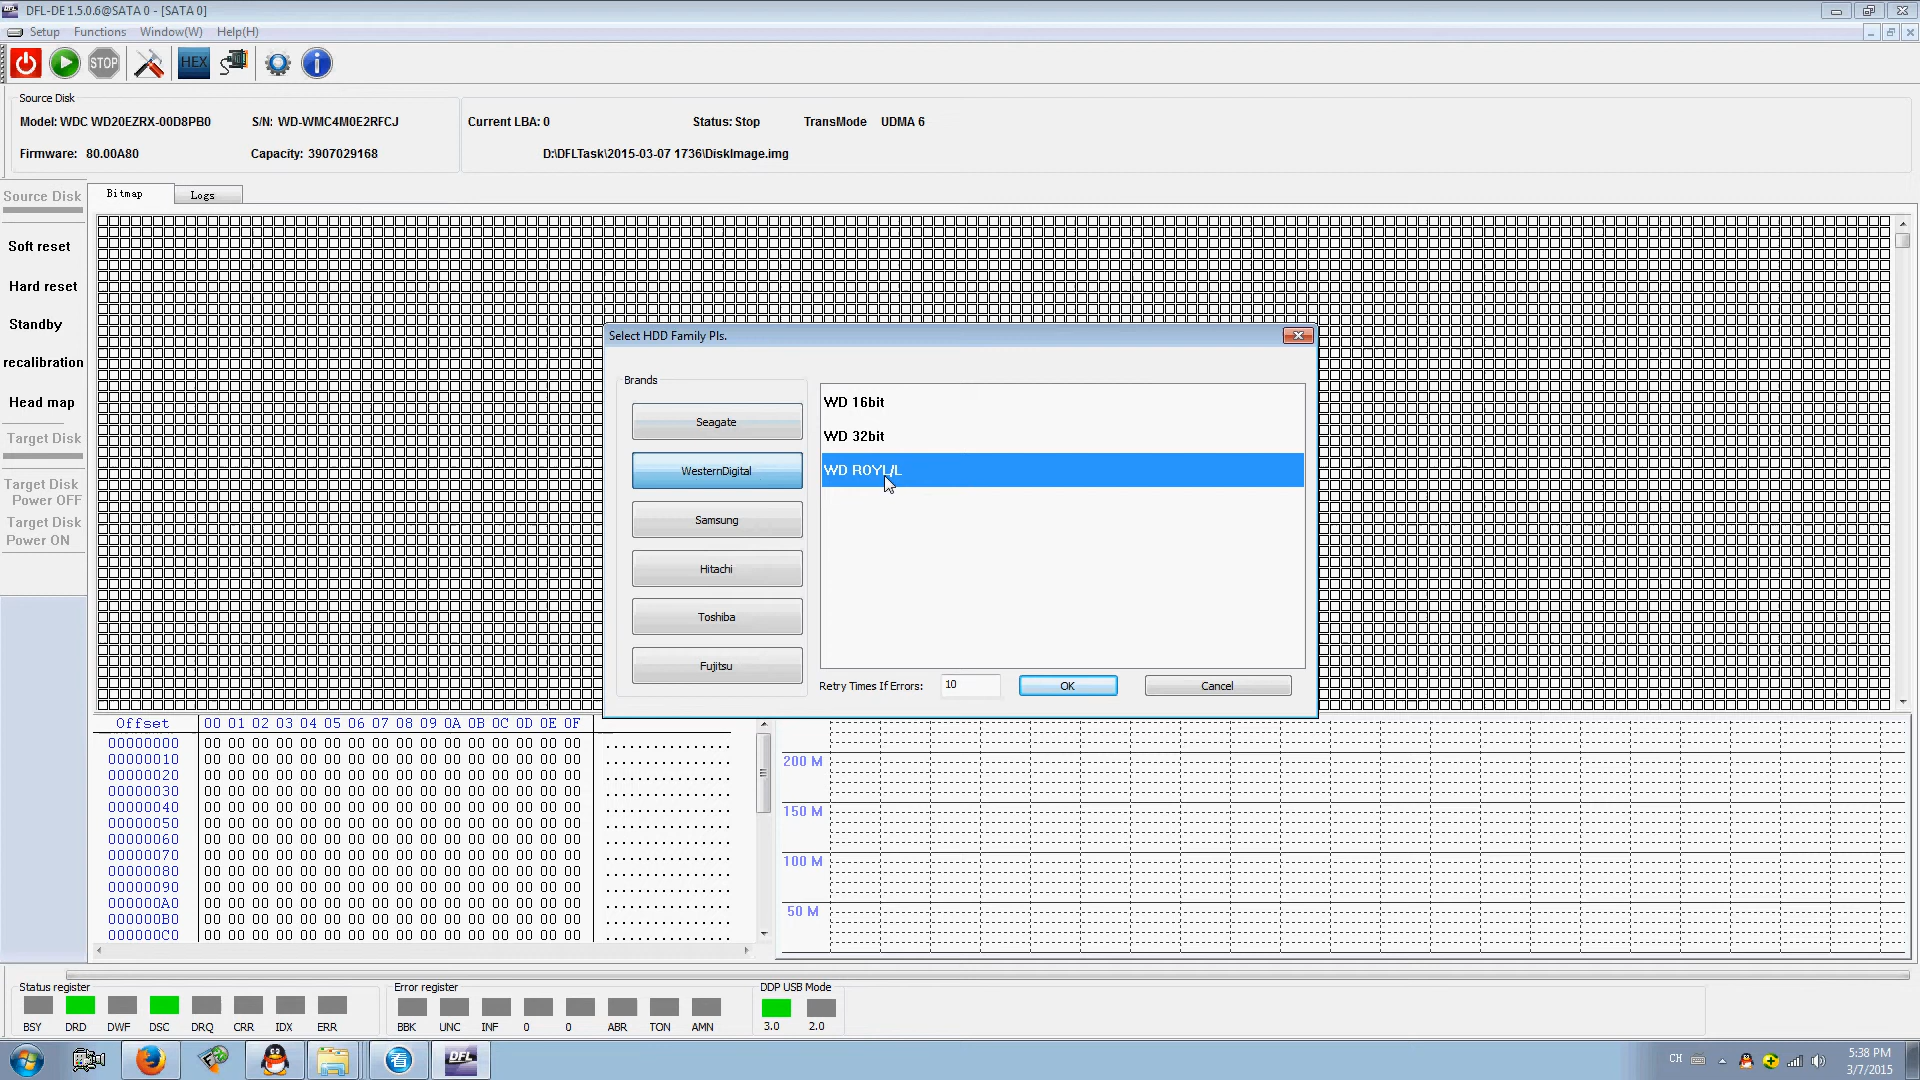 DFL-DE 1.5.0.6@SATA 0 - [SATA 0]
Setup Functions Window(W) Help(H)
STOP HEX
Source Disk
Model: WDC WD20EZRX-00D8PB0 S/N: WD-WMC4M0E2RFCJ Current LBA: 0 Status: Stop TransMode UDMA 6
Firmware: 80.00A80 Capacity: 3907029168 D:\DFLTask\2015-03-07 1736\DiskImage.img
Source Disk
Bitmap Logs
Soft reset
Hard reset
Standby
recalibration
Head map
Target Disk
Target Disk
Power OFF
Target Disk
Power ON
Select HDD Family Pls.
Brands
Seagate
WesternDigital
Samsung
Hitachi
Toshiba
Fujitsu
WD 16bit
WD 32bit
WD ROYL/L
Retry Times If Errors: 10 OK Cancel
Offset 00 01 02 03 04 05 06 07 08 09 0A 0B 0C 0D 0E 0F
00000000 00 00 00 00 00 00 00 00 00 00 00 00 00 00 00 00 ................
00000010 00 00 00 00 00 00 00 00 00 00 00 00 00 00 00 00 ................
00000020 00 00 00 00 00 00 00 00 00 00 00 00 00 00 00 00 ................
00000030 00 00 00 00 00 00 00 00 00 00 00 00 00 00 00 00 ................
00000040 00 00 00 00 00 00 00 00 00 00 00 00 00 00 00 00 ................
00000050 00 00 00 00 00 00 00 00 00 00 00 00 00 00 00 00 ................
00000060 00 00 00 00 00 00 00 00 00 00 00 00 00 00 00 00 ................
00000070 00 00 00 00 00 00 00 00 00 00 00 00 00 00 00 00 ................
00000080 00 00 00 00 00 00 00 00 00 00 00 00 00 00 00 00 ................
00000090 00 00 00 00 00 00 00 00 00 00 00 00 00 00 00 00 ................
000000A0 00 00 00 00 00 00 00 00 00 00 00 00 00 00 00 00 ................
000000B0 00 00 00 00 00 00 00 00 00 00 00 00 00 00 00 00 ................
000000C0 00 00 00 00 00 00 00 00 00 00 00 00 00 00 00 00 ................
200 M
150 M
100 M
50 M
Status register
BSY DRD DWF DSC DRQ CRR IDX ERR
Error register
BBK UNC INF 0 0 ABR TON AMN
DDP USB Mode
3.0 2.0
看 DFL
CH
5:38 PM
3/7/2015